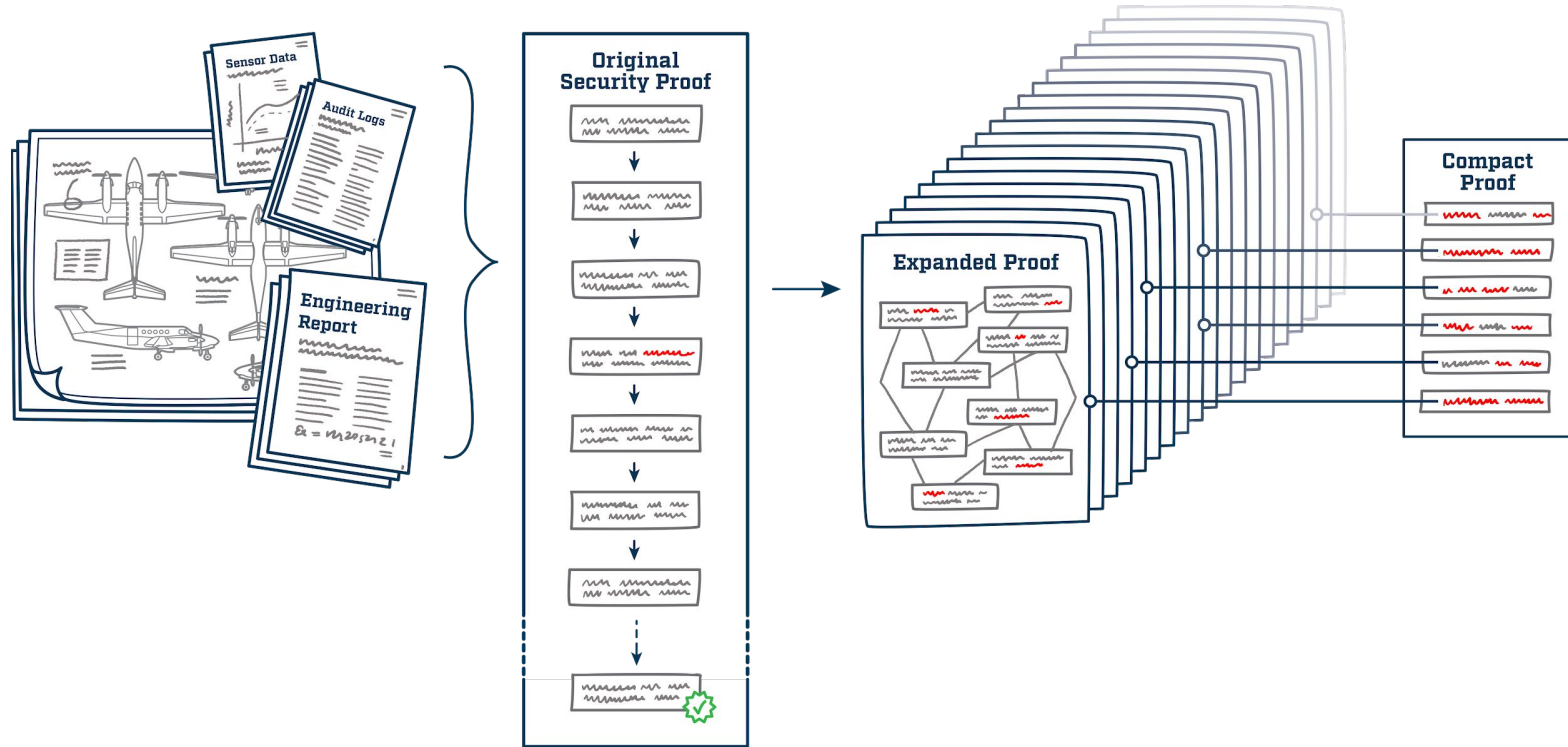 Sensor Data
Audit Logs
Engineering
Report
Original
Security Proof
Expanded Proof
Compact
Proof